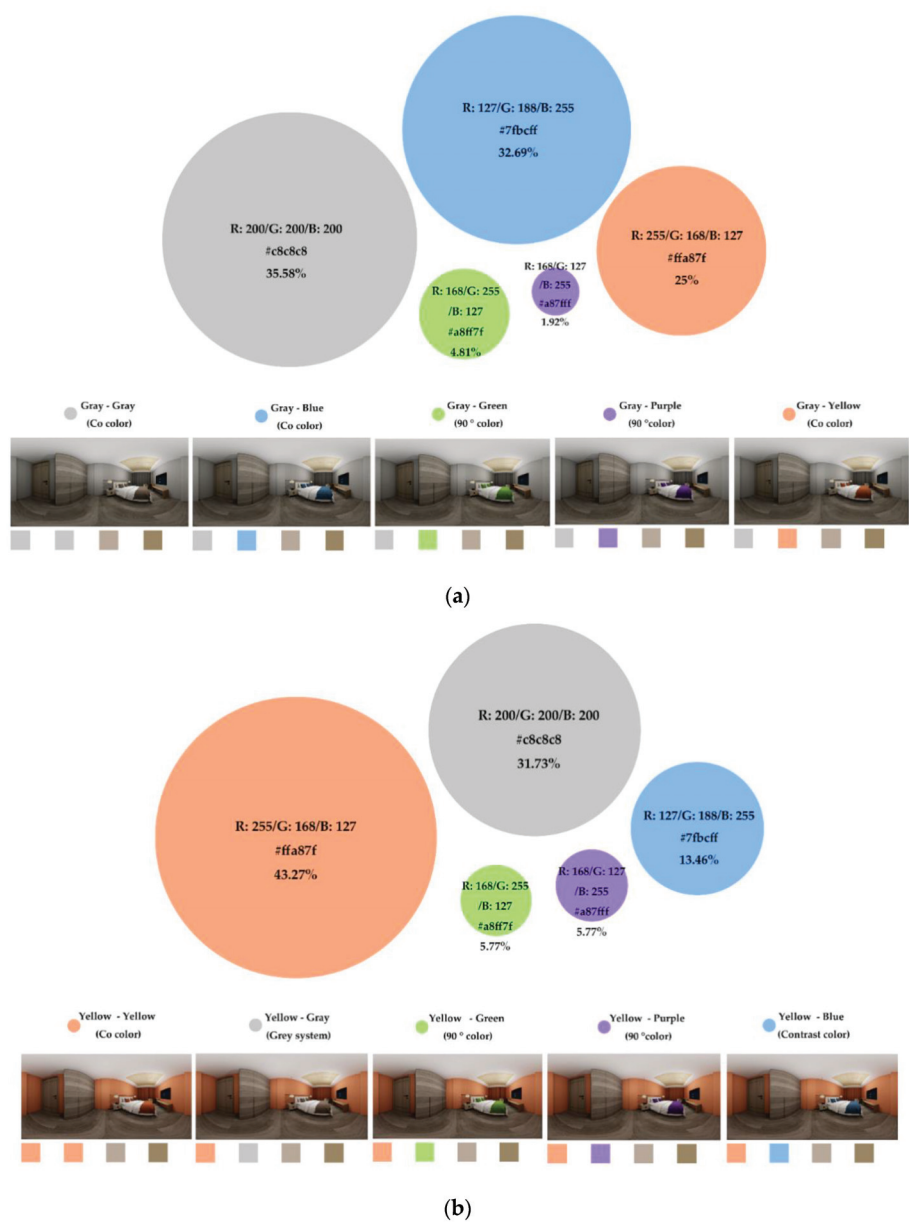 R: 127/G: 188/B: 255
#7fbcff
32.69%
R: 200/G: 200/B: 200
#c8c8c8
35.58%
R: 255/G: 168/B: 127
#ffa87f
25%
R: 168/G: 255
/B: 127
#a8ff7f
4.81%
R: 168/G: 127
/B: 255
#a87fff
1.92%
Gray - Gray
(Co color)
Gray - Blue
(Co color)
Gray - Green
(90 °color)
Gray - Purple
(90 °color)
Gray - Yellow
(Co color)
(a)
R: 200/G: 200/B: 200
#c8c8c8
31.73%
R: 255/G: 168/B: 127
#ffa87f
43.27%
R: 127/G: 188/B: 255
#7fbcff
13.46%
R: 168/G: 255
/B: 127
#a8ff7f
5.77%
R: 168/G: 127
/B: 255
#a87fff
5.77%
Yellow - Yellow
(Co color)
Yellow - Gray
(Grey system)
Yellow - Green
(90 ° color)
Yellow - Purple
(90 °color)
Yellow - Blue
(Contrast color)
(b)